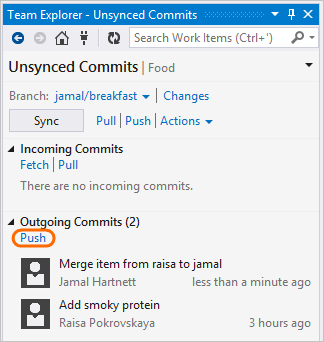 Team Explorer - Unsynced Commits
Search Work Items (Ctrl+')
Unsynced Commits | Food
Branch: jamal/breakfast | Changes
Sync Pull | Push | Actions
Incoming Commits
Fetch | Pull
There are no incoming commits.
Outgoing Commits (2)
Push
Merge item from raisa to jamal
Jamal Hartnett less than a minute ago
Add smoky protein
Raisa Pokrovskaya 3 hours ago